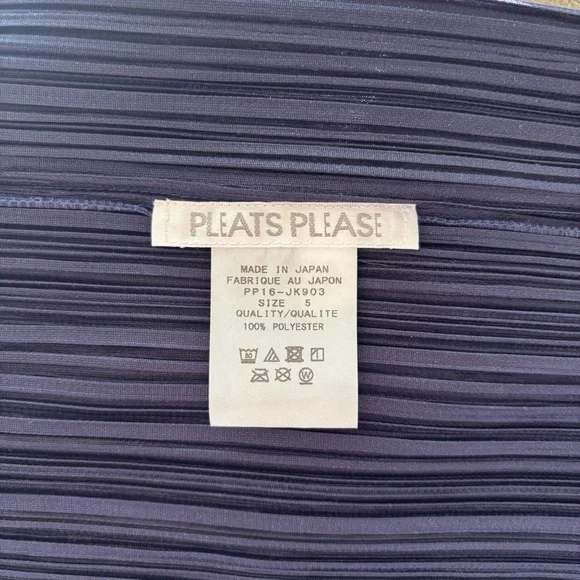 PLEATS PLEASE
MADE IN JAPAN
FABRIQUE AU JAPON
PP16-JK903
SIZE 5
QUALITY/QUALITE
100% POLYESTER